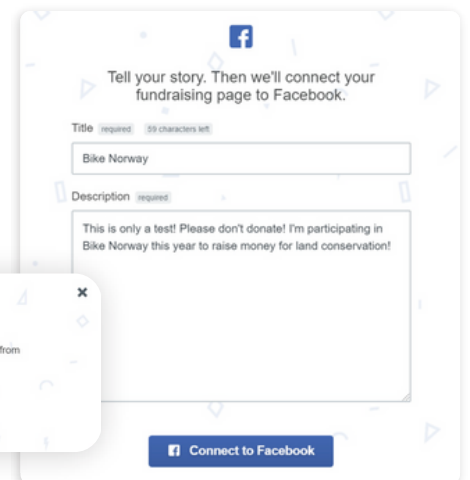 Tell your story. Then we'll connect your
fundraising page to Facebook.
Title required 59 characters left
Bike Norway
Description required
This is only a test! Please don't donate! I'm participating in
Bike Norway this year to raise money for land conservation!
from
Connect to Facebook